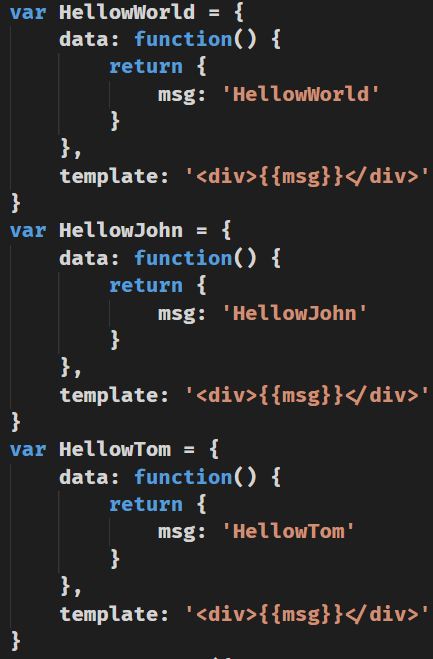 var HellowWorld = {
    data: function() {
        return {
            msg: 'HellowWorld'
        }
    },
    template: '<div>{{msg}}</div>'
}
var HellowJohn = {
    data: function() {
        return {
            msg: 'HellowJohn'
        }
    },
    template: '<div>{{msg}}</div>'
}
var HellowTom = {
    data: function() {
        return {
            msg: 'HellowTom'
        }
    },
    template: '<div>{{msg}}</div>'
}